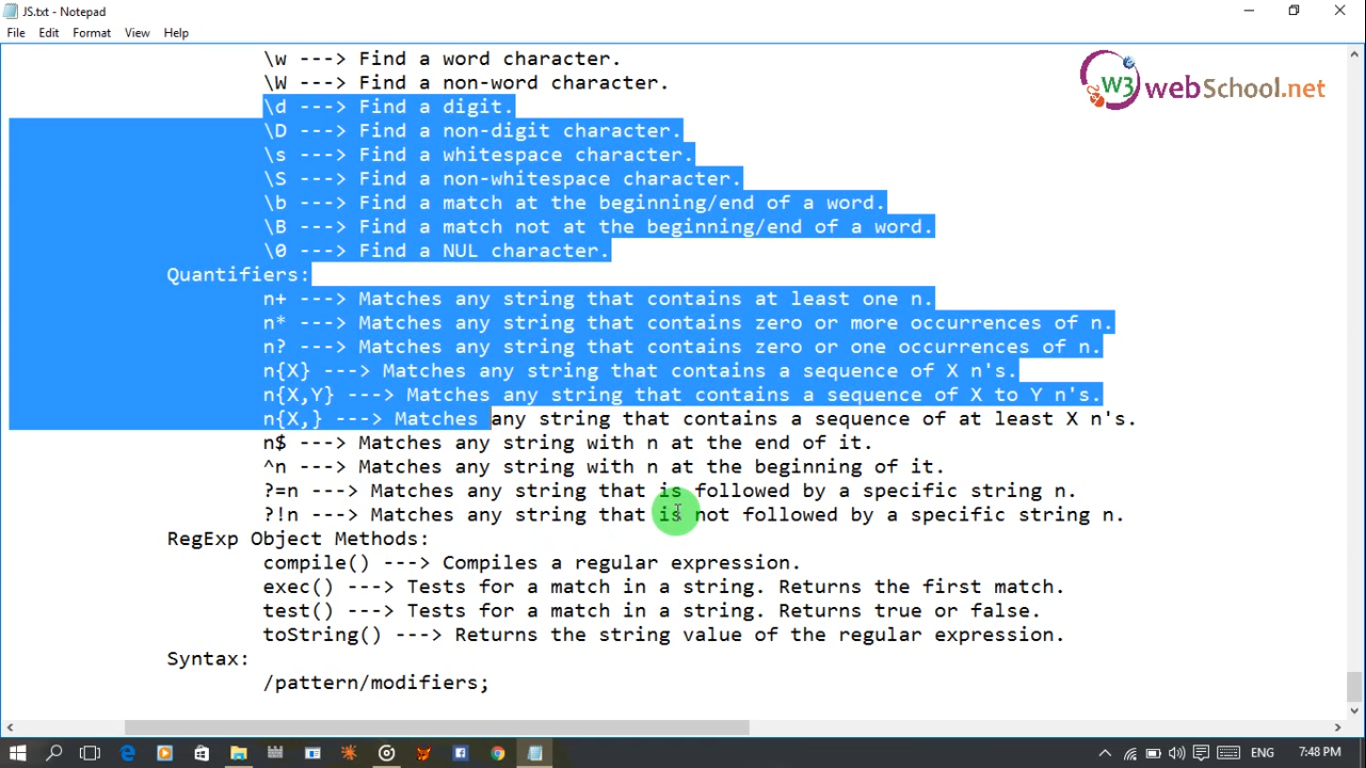 JS.txt - Notepad
File Edit Format View Help
\w ---> Find a word character.
\W ---> Find a non-word character.
\d ---> Find a digit.
\D ---> Find a non-digit character.
\s ---> Find a whitespace character.
\S ---> Find a non-whitespace character.
\b ---> Find a match at the beginning/end of a word.
\B ---> Find a match not at the beginning/end of a word.
\0 ---> Find a NUL character.
Quantifiers:
n+ ---> Matches any string that contains at least one n.
n* ---> Matches any string that contains zero or more occurrences of n.
n? ---> Matches any string that contains zero or one occurrences of n.
n{X} ---> Matches any string that contains a sequence of X n's.
n{X,Y} ---> Matches any string that contains a sequence of X to Y n's.
n{X,} ---> Matches any string that contains a sequence of at least X n's.
n$ ---> Matches any string with n at the end of it.
^n ---> Matches any string with n at the beginning of it.
?=n ---> Matches any string that is followed by a specific string n.
?!n ---> Matches any string that is not followed by a specific string n.
RegExp Object Methods:
compile() ---> Compiles a regular expression.
exec() ---> Tests for a match in a string. Returns the first match.
test() ---> Tests for a match in a string. Returns true or false.
toString() ---> Returns the string value of the regular expression.
Syntax:
/pattern/modifiers;
W3 webSchool.net
ENG 7:48 PM